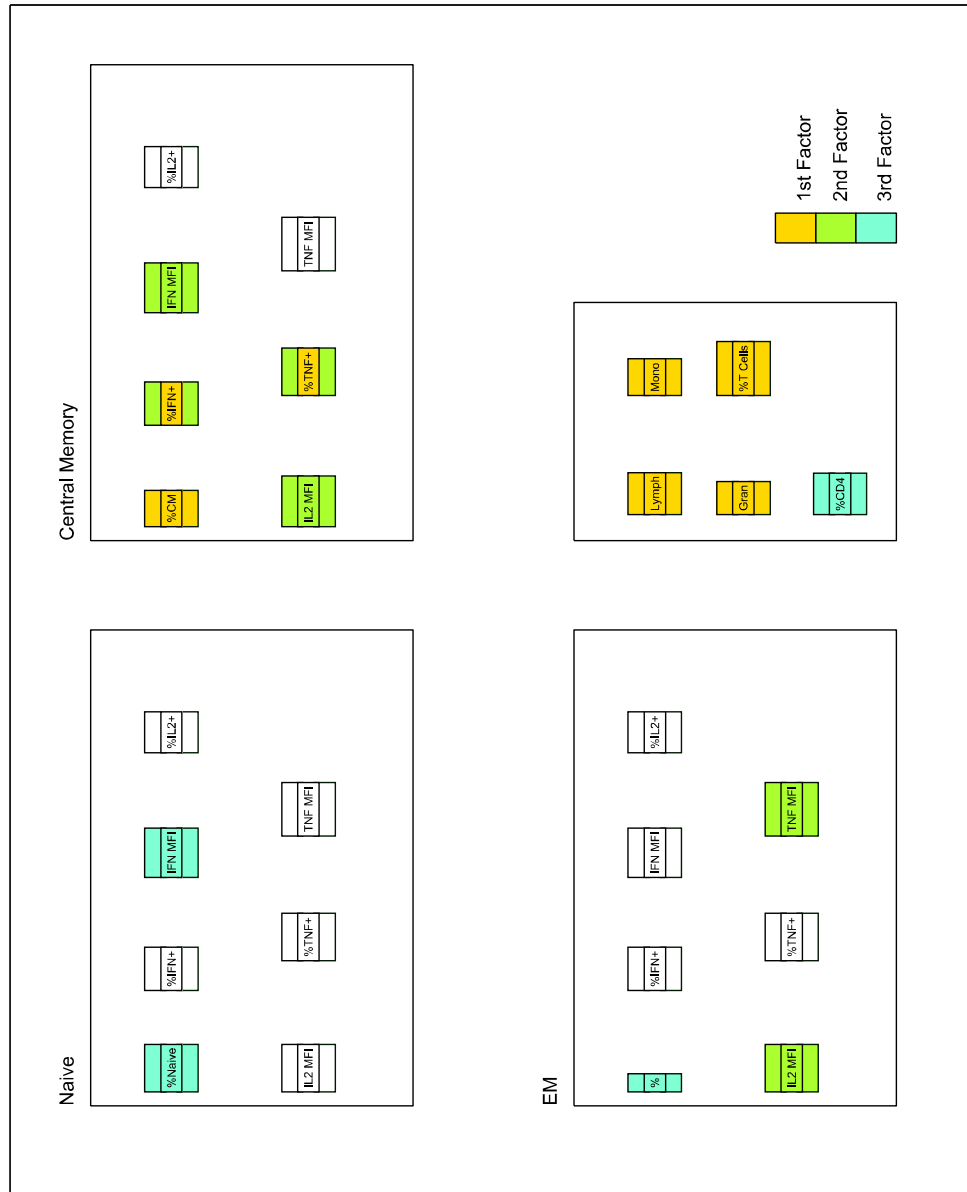 Naive
%Naive
%IFN+
IFN MFI
%IL2+
IL2 MFI
%TNF+
TNF MFI
Central Memory
%CM
%IFN+
IFN MFI
%IL2+
IL2 MFI
%TNF+
TNF MFI
EM
%
%IFN+
IFN MFI
%IL2+
IL2 MFI
%TNF+
TNF MFI
Lymph
Mono
Gran
%T Cells
%CD4
1st Factor
2nd Factor
3rd Factor